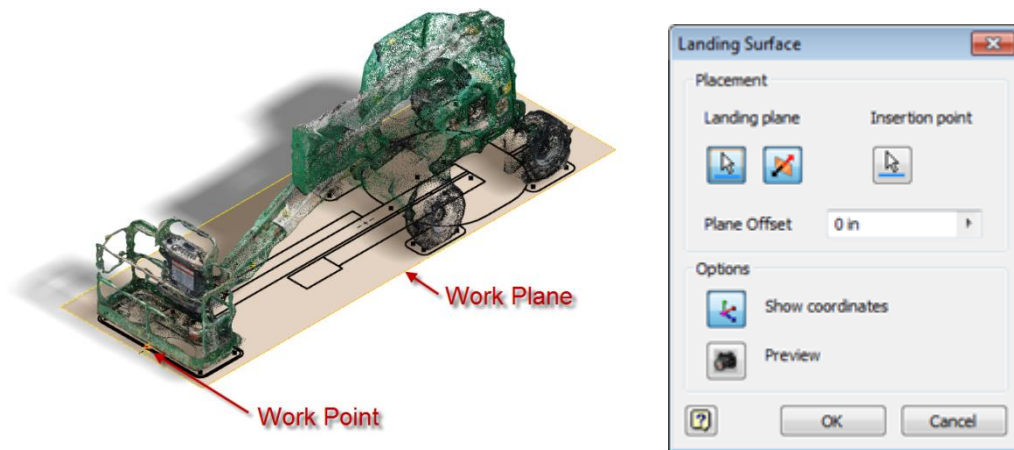 Work Plane
Work Point
Landing Surface
Placement
Landing plane
Insertion point
Plane Offset
0 in
Options
Show coordinates
Preview
OK
Cancel